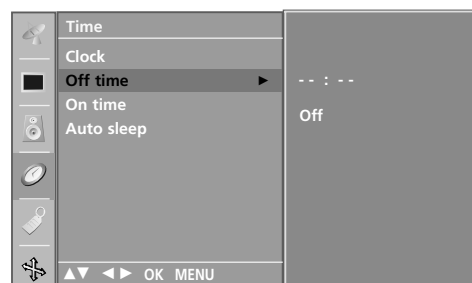 Time
Clock
Off time ►
On time
Auto sleep
- - : - -
Off
▲▼ ◄► OK MENU